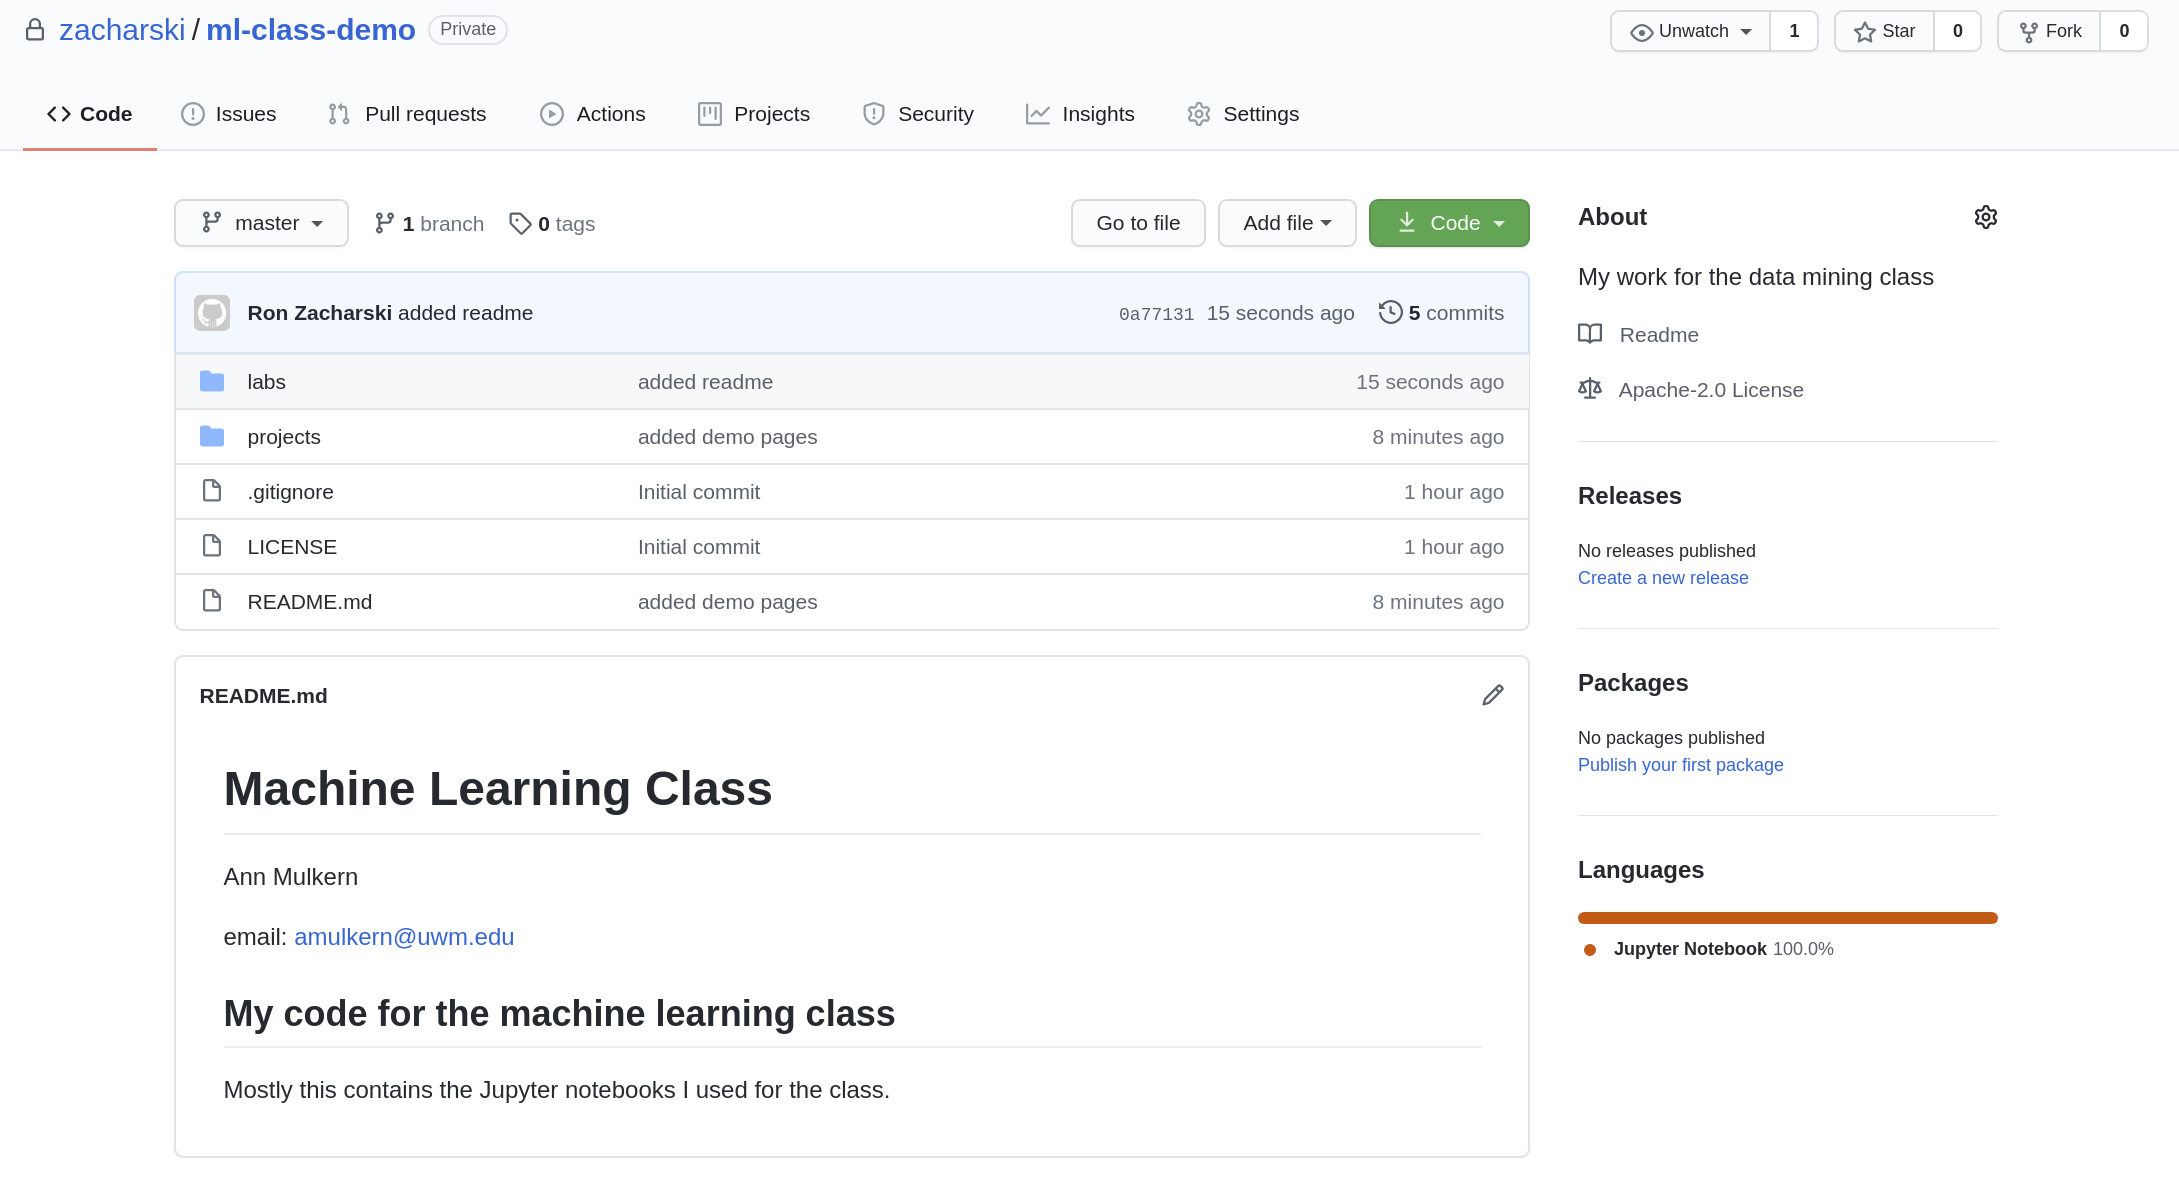 zacharski / ml-class-demo Private Unwatch 1 Star 0 Fork 0
Code Issues Pull requests Actions Projects Security Insights Settings
master 1 branch 0 tags Go to file Add file Code
Ron Zacharski added readme 0a77131 15 seconds ago 5 commits
labs added readme 15 seconds ago
projects added demo pages 8 minutes ago
.gitignore Initial commit 1 hour ago
LICENSE Initial commit 1 hour ago
README.md added demo pages 8 minutes ago
README.md
Machine Learning Class
Ann Mulkern
email: amulkern@uwm.edu
My code for the machine learning class
Mostly this contains the Jupyter notebooks I used for the class.
About
My work for the data mining class
Readme
Apache-2.0 License
Releases
No releases published
Create a new release
Packages
No packages published
Publish your first package
Languages
Jupyter Notebook 100.0%